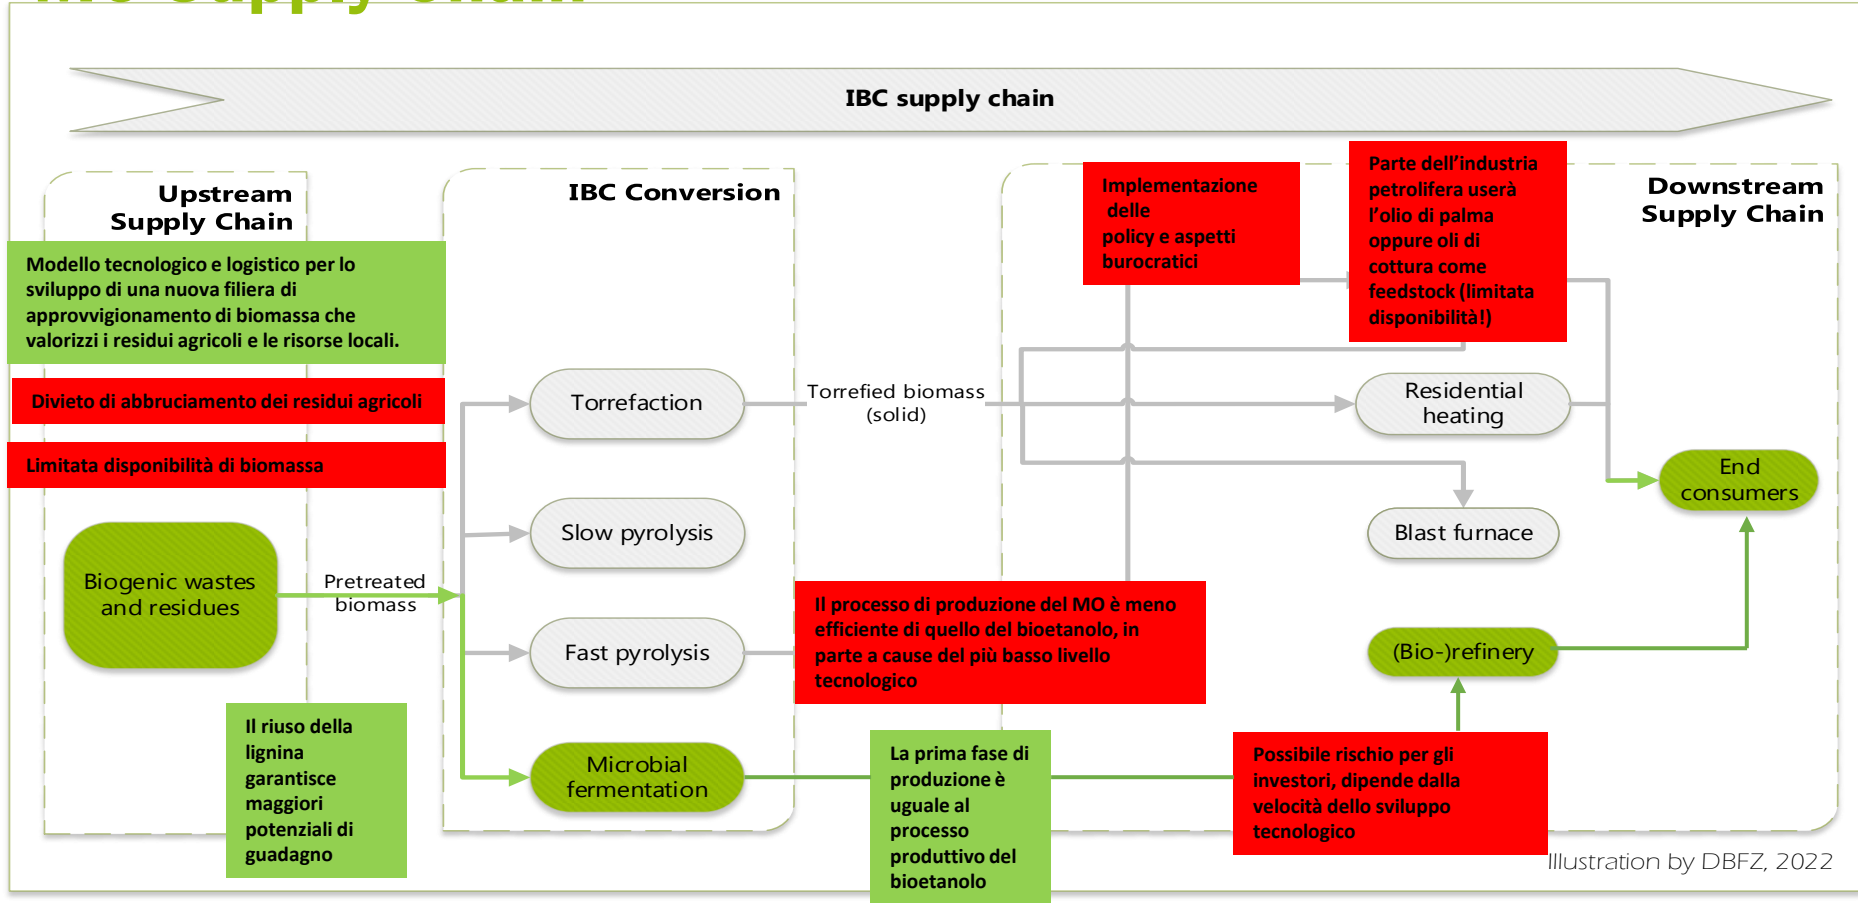 Supply Chain
IBC supply chain
Upstream
Supply Chain
Modello tecnologico e logistico per lo
sviluppo di una nuova filiera di
approvvigionamento di biomassa che
valorizzi i residui agricoli e le risorse locali.
Divieto di abbruciamento dei residui agricoli
Limitata disponibilità di biomassa
Biogenic wastes
and residues
Pretreated
biomass
Il riuso della
lignina
garantisce
maggiori
potenziali di
guadagno
IBC Conversion
Torrefaction
Slow pyrolysis
Fast pyrolysis
Microbial
fermentation
Torrefied biomass
(solid)
Il processo di produzione del MO è meno
efficiente di quello del bioetanolo, in
parte a cause del più basso livello
tecnologico
La prima fase di
produzione è
uguale al
processo
produttivo del
bioetanolo
Downstream
Supply Chain
Implementazione
delle
policy e aspetti
burocratici
Parte dell’industria
petrolifera userà
l’olio di palma
oppure oli di
cottura come
feedstock (limitata
disponibilità!)
Residential
heating
Blast furnace
(Bio-)refinery
End
consumers
Possibile rischio per gli
investori, dipende dalla
velocità dello sviluppo
tecnologico
Illustration by DBFZ, 2022